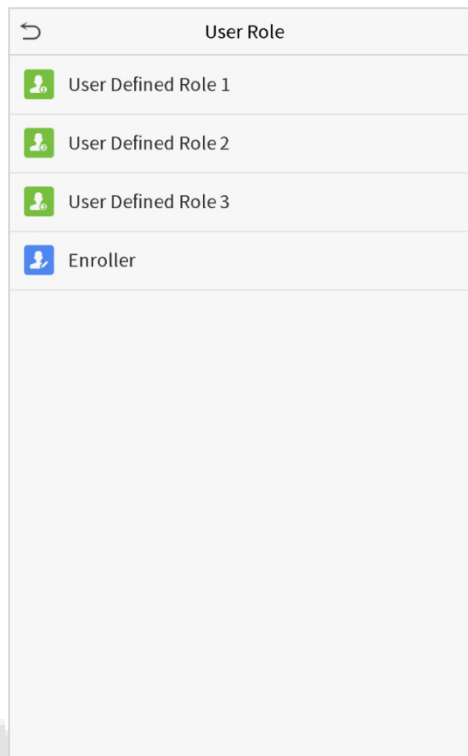 User Role
User Defined Role 1
User Defined Role 2
User Defined Role 3
Enroller